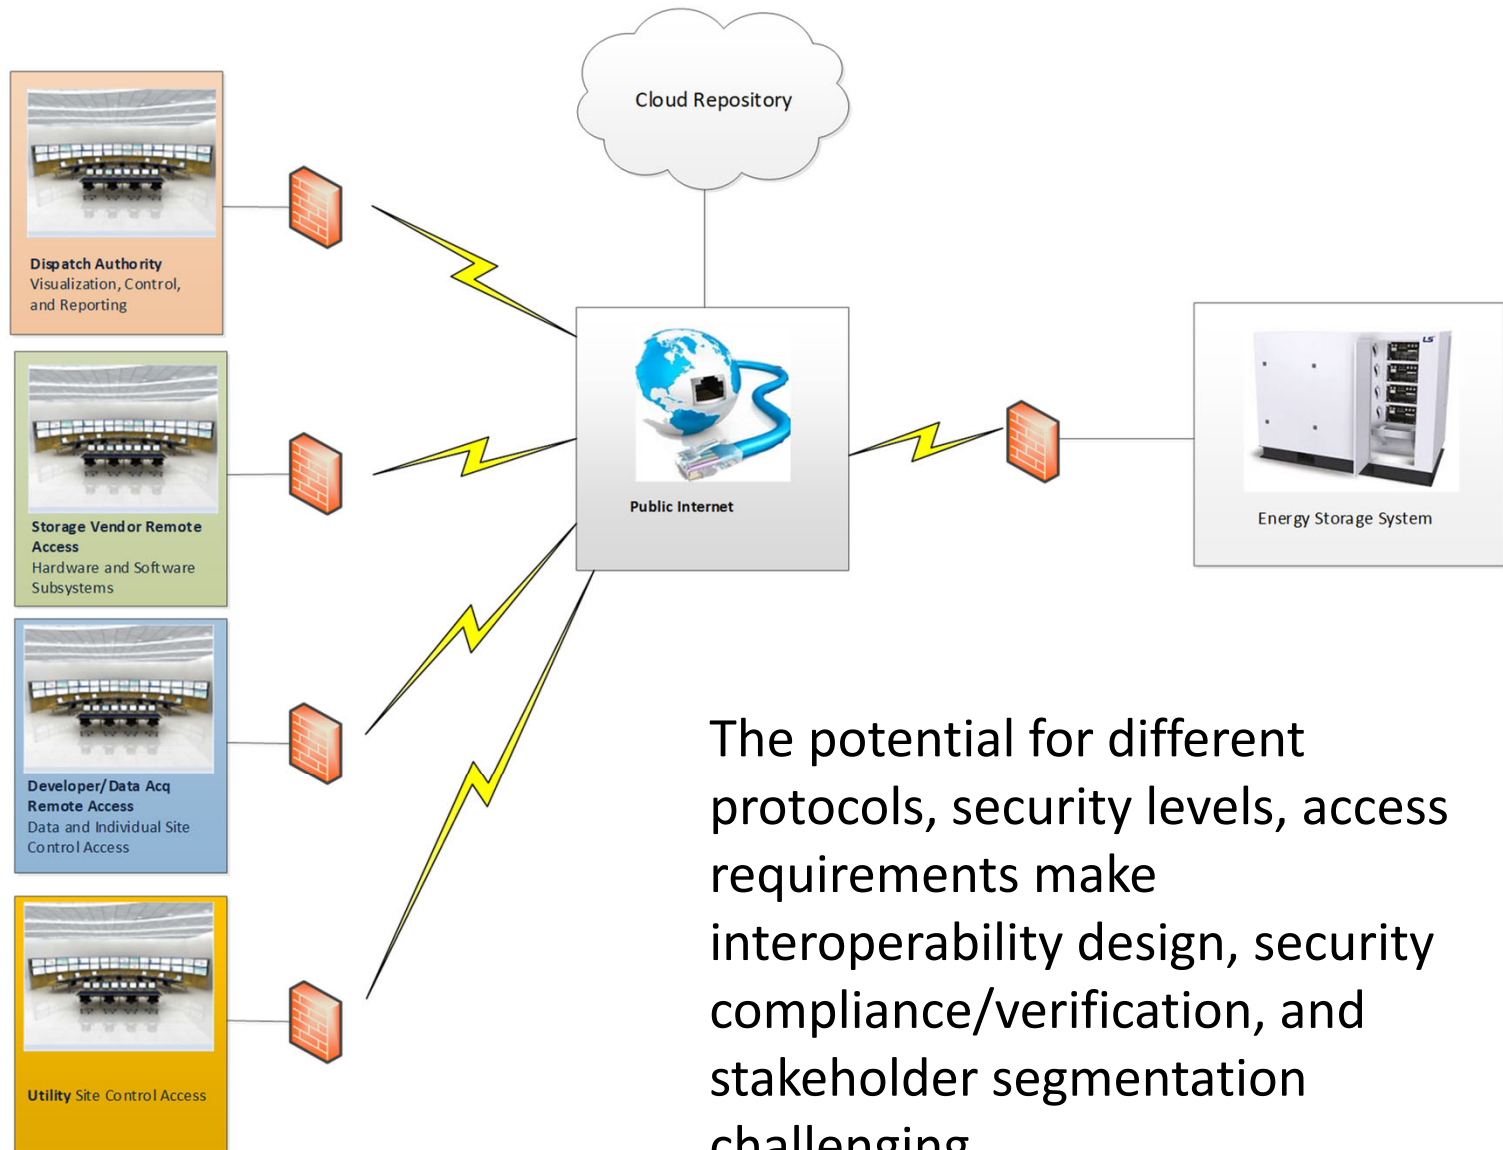 Cloud Repository
Dispatch Authority
Visualization, Control,
and Reporting
Storage Vendor Remote
Access
Hardware and Software
Subsystems
Developer/Data Acq
Remote Access
Data and Individual Site
Control Access
Utility Site Control Access
Public Internet
LS
Energy Storage System
The potential for different
protocols, security levels, access
requirements make
interoperability design, security
compliance/verification, and
stakeholder segmentation
challenging